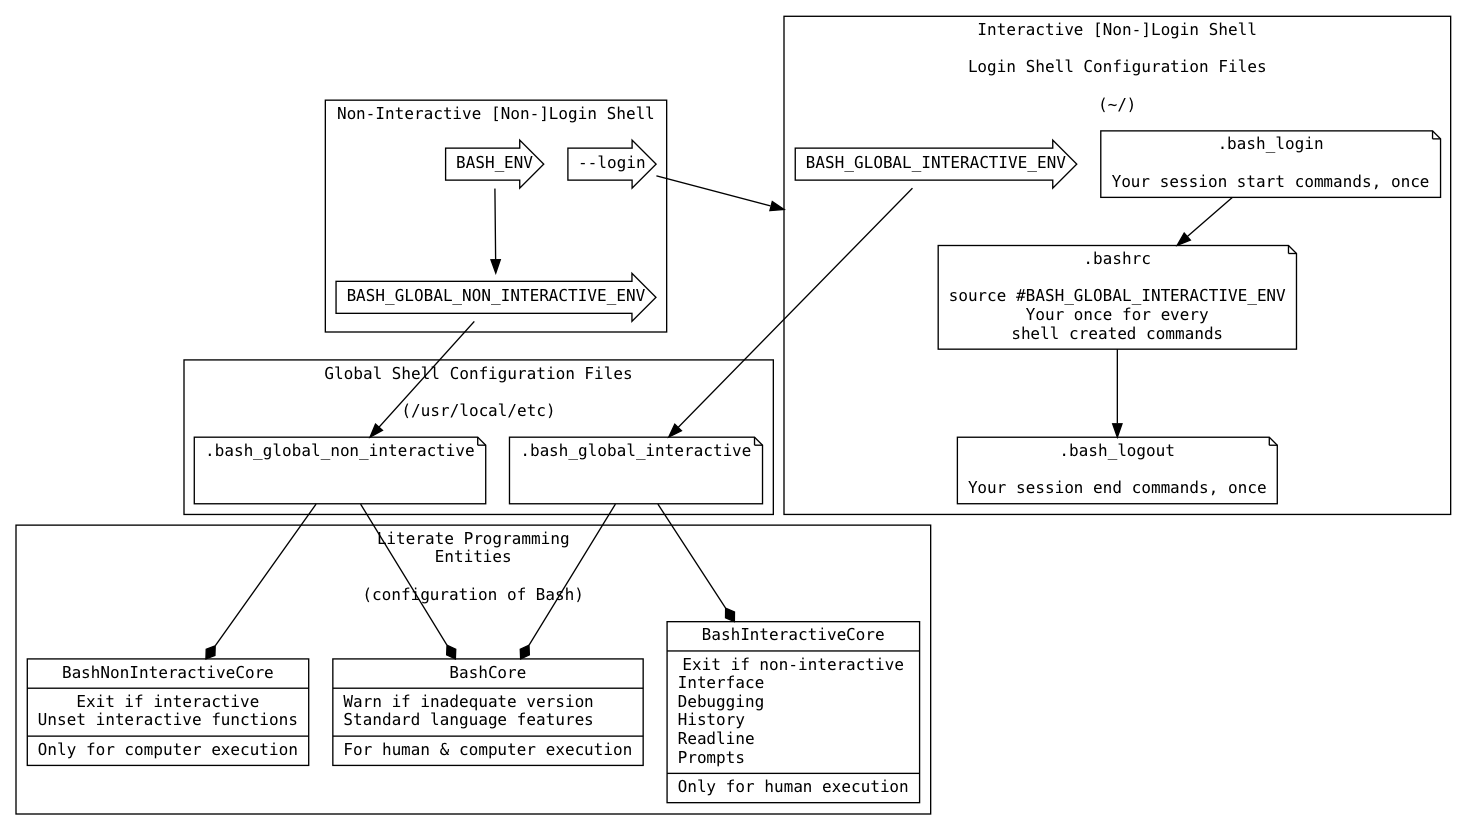 Interactive [Non-]Login Shell
Login Shell Configuration Files
(~/)
Non-Interactive [Non-]Login Shell
BASH_ENV
--login
BASH_GLOBAL_INTERACTIVE_ENV
.bash_login
Your session start commands, once
.bashrc
source #BASH_GLOBAL_INTERACTIVE_ENV
Your once for every
shell created commands
BASH_GLOBAL_NON_INTERACTIVE_ENV
Global Shell Configuration Files
(/usr/local/etc)
.bash_global_non_interactive
.bash_global_interactive
.bash_logout
Your session end commands, once
Literate Programming
Entities
(configuration of Bash)
BashNonInteractiveCore
Exit if interactive
Unset interactive functions
Only for computer execution
BashCore
Warn if inadequate version
Standard language features
For human & computer execution
BashInteractiveCore
Exit if non-interactive
Interface
Debugging
History
Readline
Prompts
Only for human execution